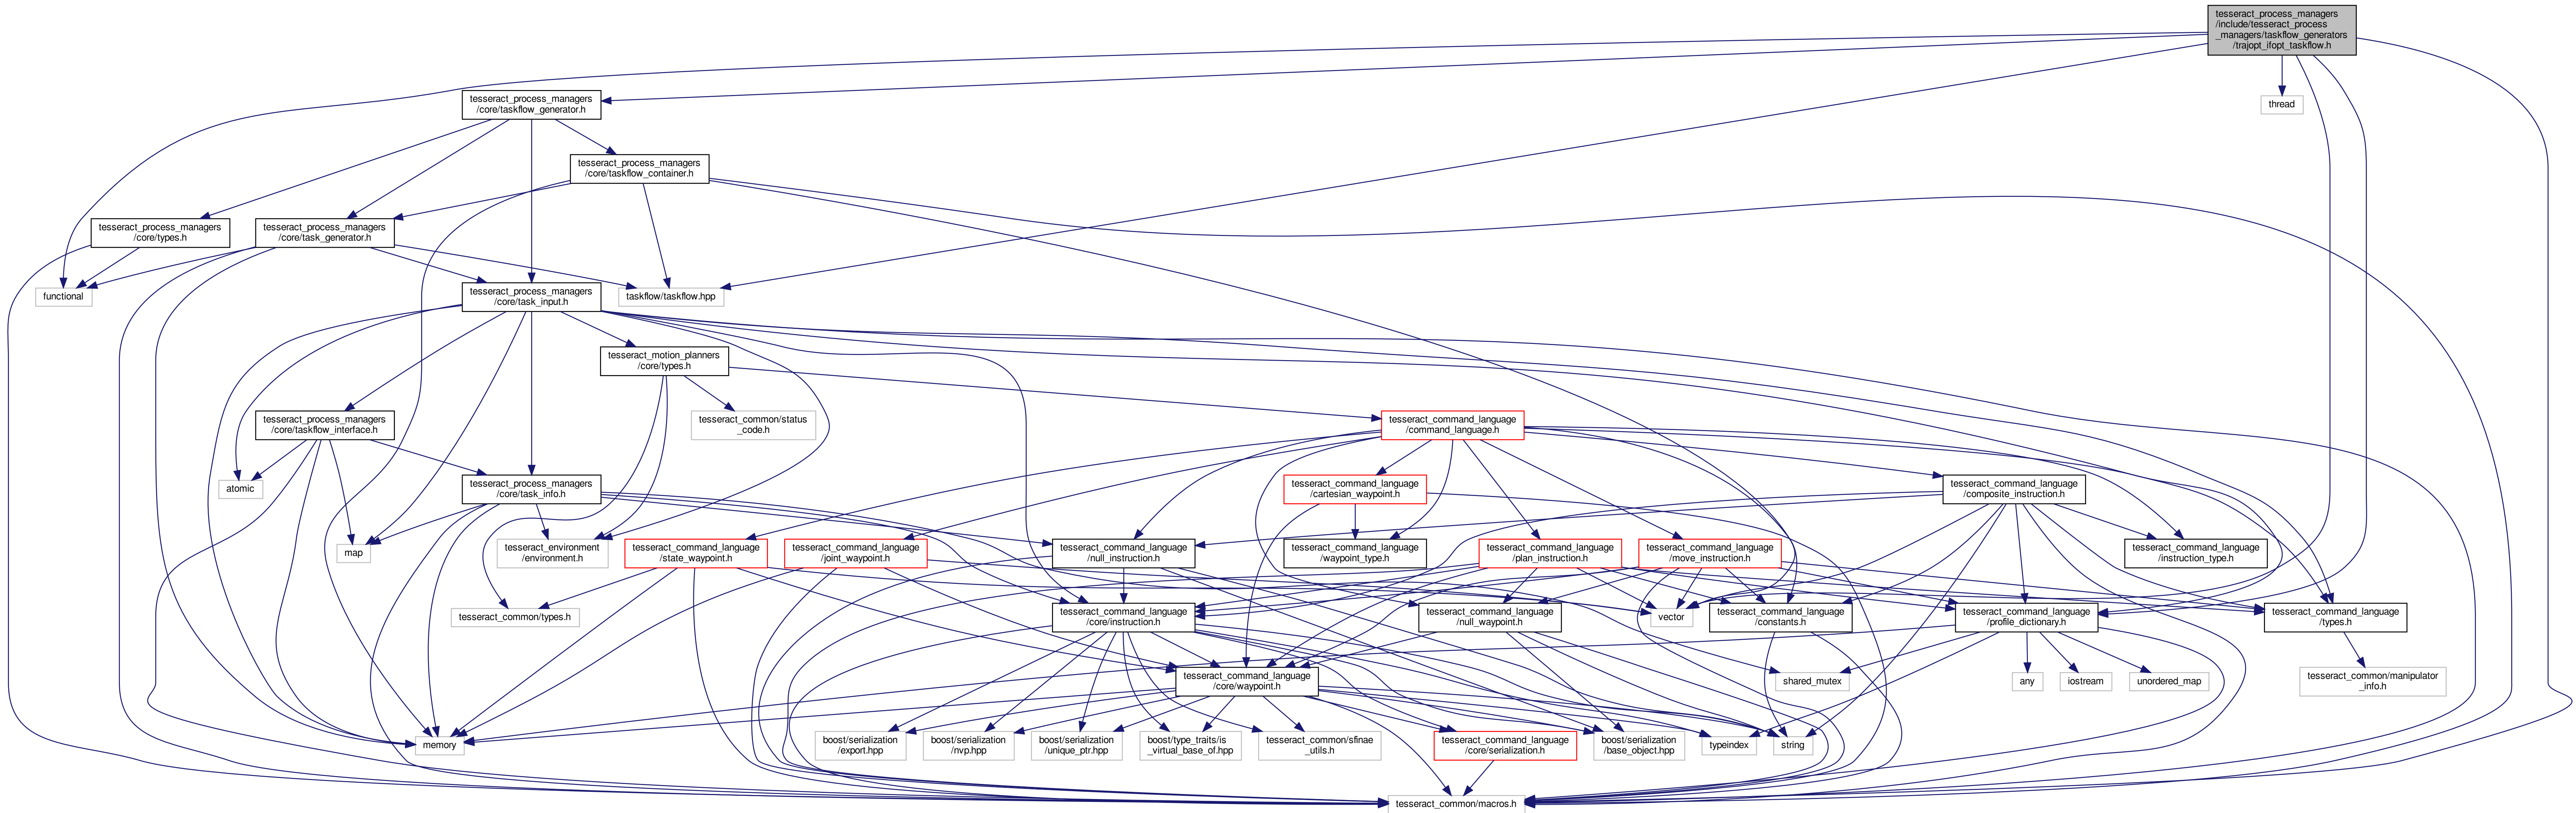 tesseract_process_managers
/include/tesseract_process
_managers/taskflow_generators
/trajopt_ifopt_taskflow.h
tesseract_process_managers
/core/taskflow_generator.h
thread
tesseract_process_managers
/core/taskflow_container.h
tesseract_process_managers
/core/types.h
tesseract_process_managers
/core/task_generator.h
functional
tesseract_process_managers
/core/task_input.h
taskflow/taskflow.hpp
tesseract_motion_planners
/core/types.h
tesseract_process_managers
/core/taskflow_interface.h
tesseract_common/status
_code.h
tesseract_command_language
/command_language.h
atomic
tesseract_process_managers
/core/task_info.h
tesseract_command_language
/cartesian_waypoint.h
tesseract_command_language
/composite_instruction.h
map
tesseract_environment
/environment.h
tesseract_command_language
/state_waypoint.h
tesseract_command_language
/joint_waypoint.h
tesseract_command_language
/null_instruction.h
tesseract_command_language
/waypoint_type.h
tesseract_command_language
/plan_instruction.h
tesseract_command_language
/move_instruction.h
tesseract_command_language
/instruction_type.h
tesseract_common/types.h
tesseract_command_language
/core/instruction.h
tesseract_command_language
/null_waypoint.h
vector
tesseract_command_language
/constants.h
tesseract_command_language
/profile_dictionary.h
tesseract_command_language
/types.h
tesseract_command_language
/core/waypoint.h
shared_mutex
any
iostream
unordered_map
tesseract_common/manipulator
_info.h
memory
boost/serialization
/export.hpp
boost/serialization
/nvp.hpp
boost/serialization
/unique_ptr.hpp
boost/type_traits/is
_virtual_base_of.hpp
tesseract_common/sfinae
_utils.h
tesseract_command_language
/core/serialization.h
boost/serialization
/base_object.hpp
typeindex
string
tesseract_common/macros.h